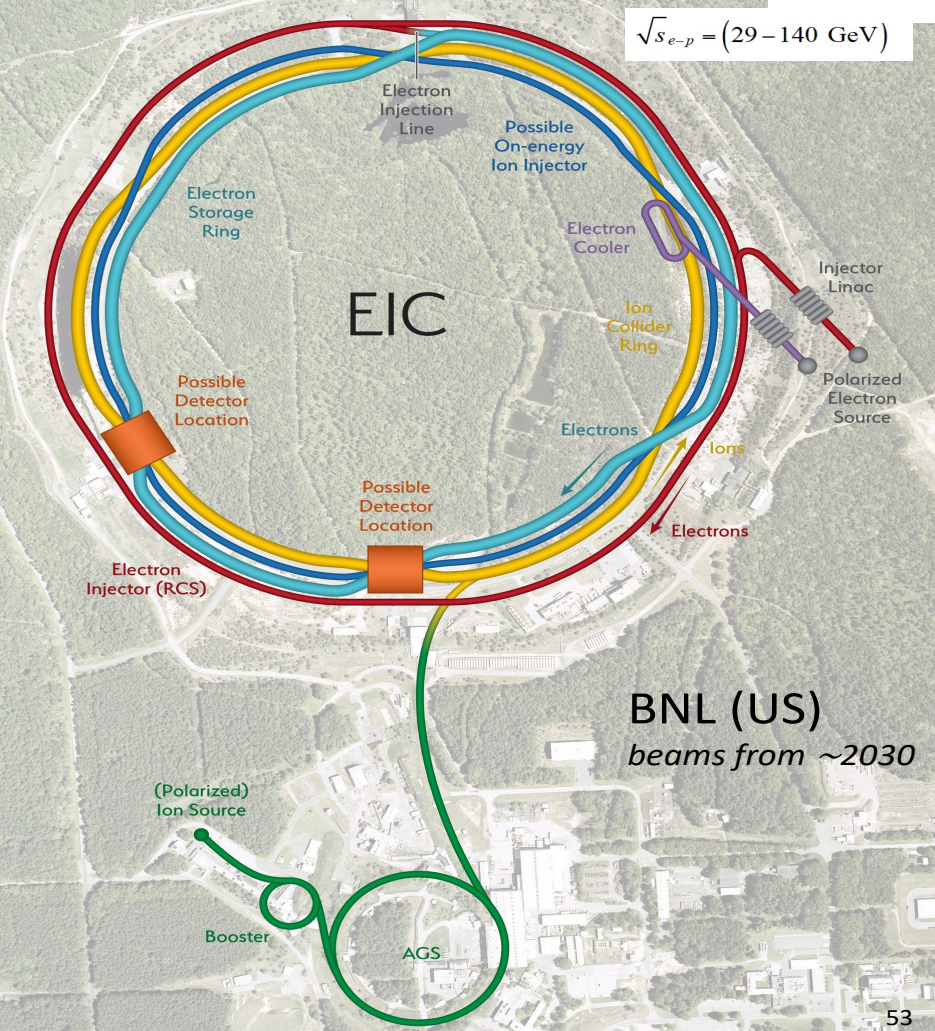 √s e–p = (29 – 140 GeV)
Electron
Injection
Line
Possible
On-energy
Ion Injector
Electron
Storage
Ring
Electron
Cooler
Injector
Linac
EIC
Ion
Collider
Ring
Possible
Detector
Location
Polarized
Electron
Source
Electrons
Ions
Possible
Detector
Location
Electrons
Electron
Injector (RCS)
BNL (US)
beams from ~2030
(Polarized)
Ion Source
Booster
AGS
53